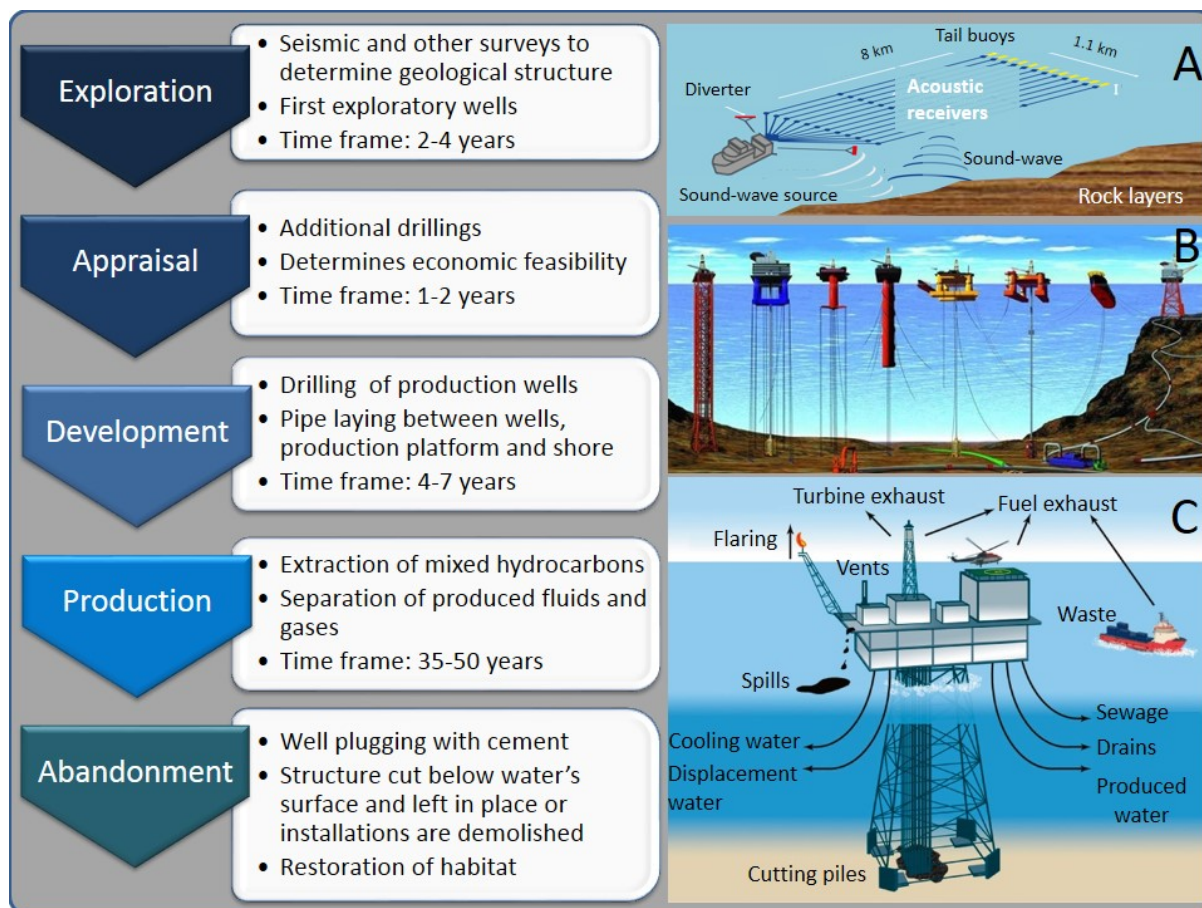 Exploration
• Seismic and other surveys to
determine geological structure
• First exploratory wells
• Time frame: 2-4 years
Appraisal
• Additional drillings
• Determines economic feasibility
• Time frame: 1-2 years
Development
• Drilling of production wells
• Pipe laying between wells,
production platform and shore
• Time frame: 4-7 years
Production
• Extraction of mixed hydrocarbons
• Separation of produced fluids and
gases
• Time frame: 35-50 years
Abandonment
• Well plugging with cement
• Structure cut below water's
surface and left in place or
installations are demolished
• Restoration of habitat
A
Tail buoys
8 km
1.1 km
Diverter
Acoustic
receivers
Sound-wave
Sound-wave source
Rock layers
B
C
Turbine exhaust
Fuel exhaust
Flaring
Vents
Waste
Spills
Sewage
Cooling water
Drains
Displacement
water
Produced
water
Cutting piles